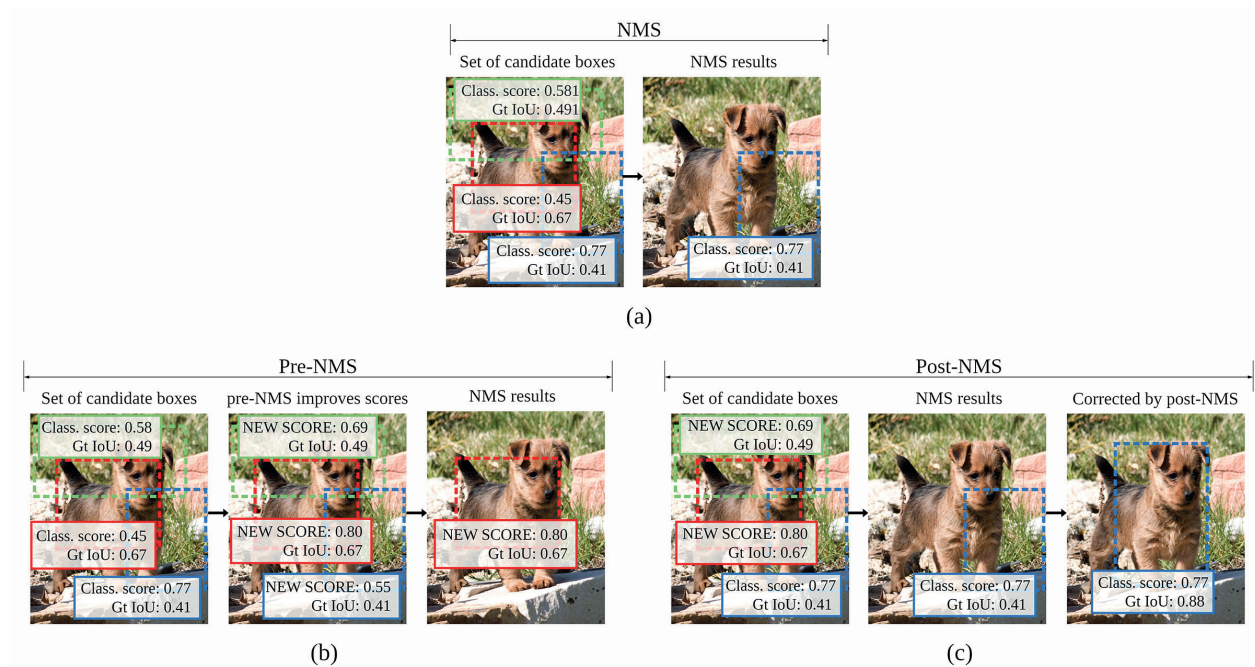 NMS
Set of candidate boxes
NMS results
Class. score: 0.581
Gt IoU: 0.491
Class. score: 0.45
Gt IoU: 0.67
Class. score: 0.77
Gt IoU: 0.41
Class. score: 0.77
Gt IoU: 0.41
(a)
Pre-NMS
Set of candidate boxes
pre-NMS improves scores
NMS results
Class. score: 0.58
Gt IoU: 0.49
Class. score: 0.45
Gt IoU: 0.67
Class. score: 0.77
Gt IoU: 0.41
NEW SCORE: 0.69
Gt IoU: 0.49
NEW SCORE: 0.80
Gt IoU: 0.67
NEW SCORE: 0.55
Gt IoU: 0.41
NEW SCORE: 0.80
Gt IoU: 0.67
(b)
Post-NMS
Set of candidate boxes
NMS results
Corrected by post-NMS
NEW SCORE: 0.69
Gt IoU: 0.49
NEW SCORE: 0.80
Gt IoU: 0.67
Class. score: 0.77
Gt IoU: 0.41
Class. score: 0.77
Gt IoU: 0.41
Class. score: 0.77
Gt IoU: 0.88
(c)